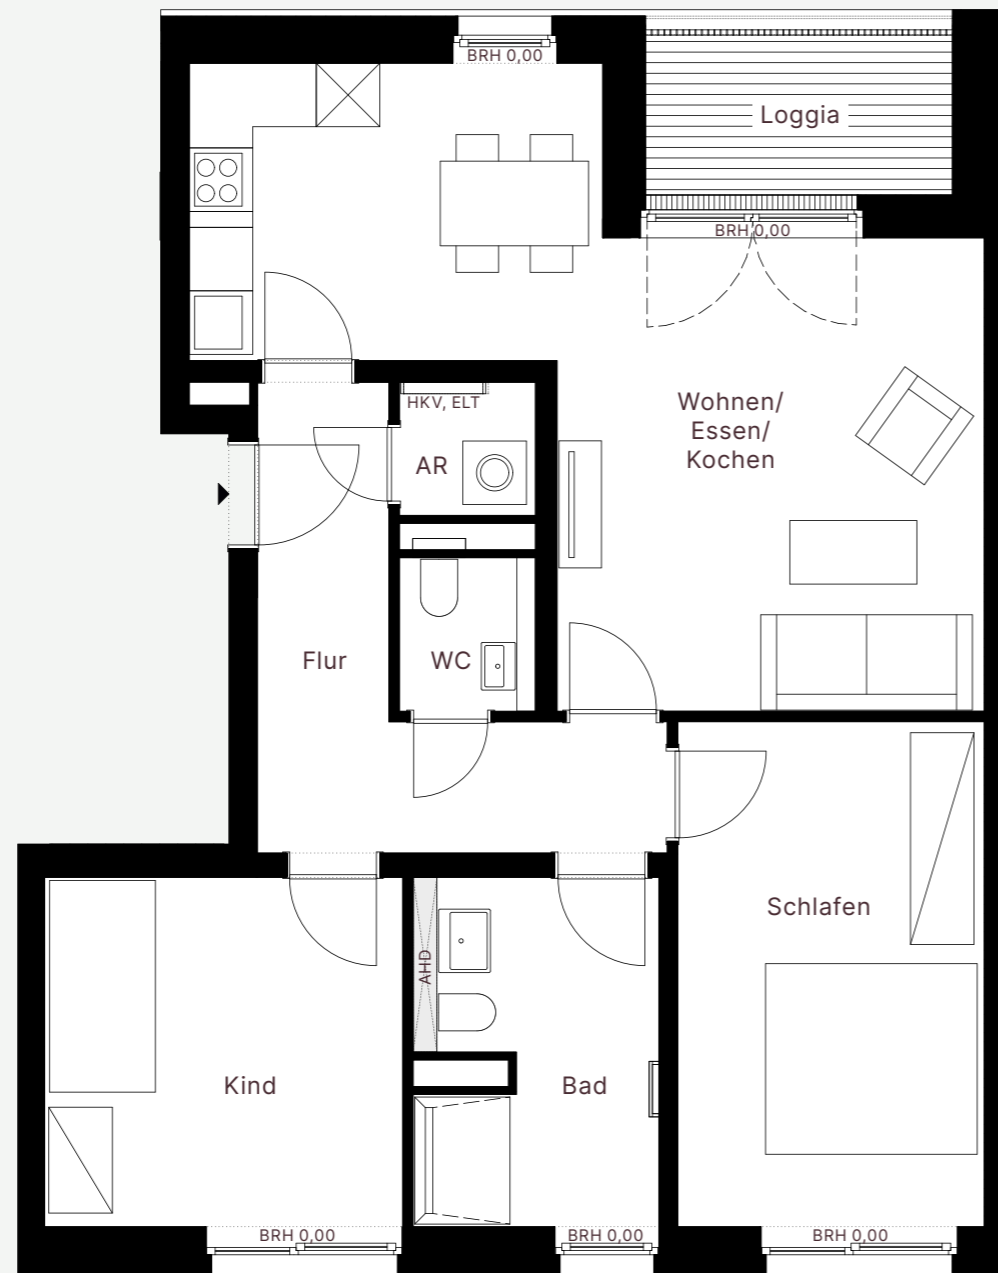 BRH 0,00
Loggia
BRH 0,00
Wohnen/
Essen/
Kochen
HKV, ELT
AR
Flur
WC
Schlafen
AHD
Kind
Bad
BRH 0,00
BRH 0,00
BRH 0,00